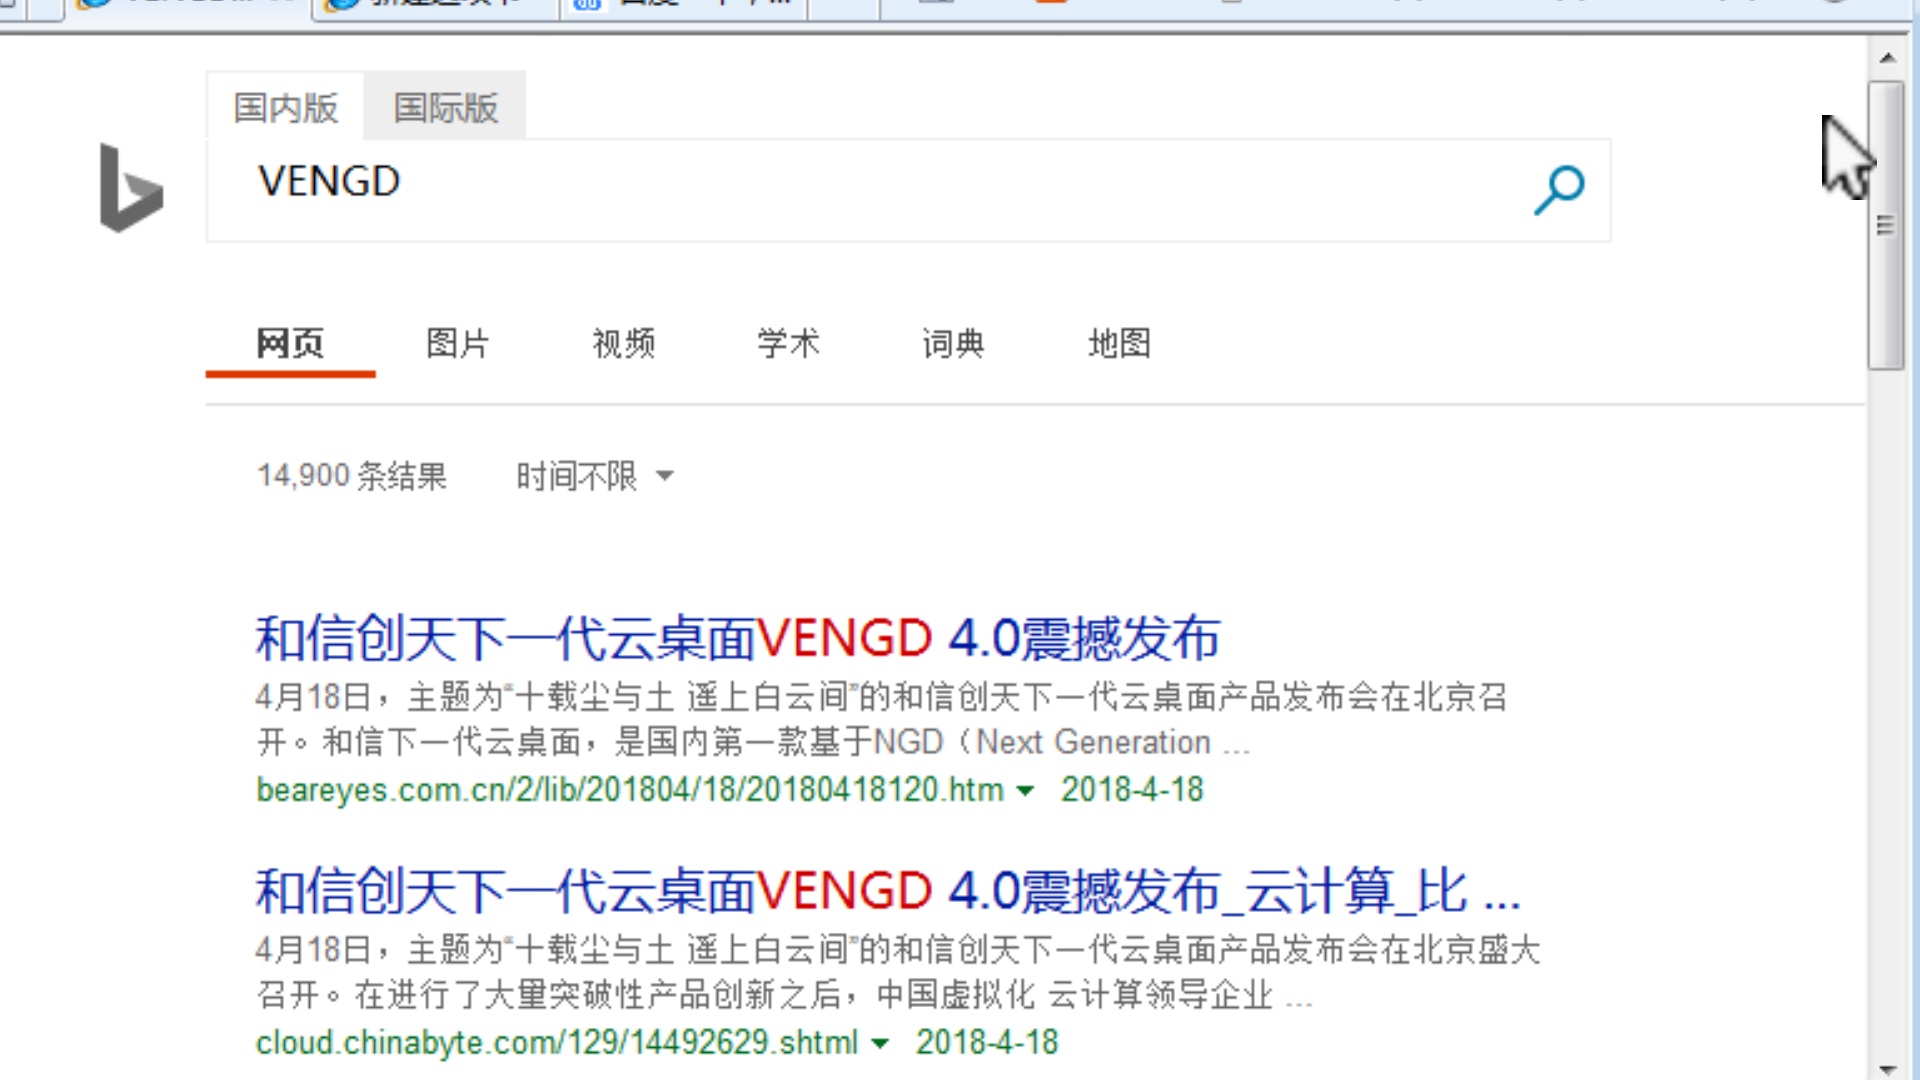 国内版 国际版
VENGD
网页 图片 视频 学术 词典 地图
14,900 条结果 时间不限
和信创天下一代云桌面VENGD 4.0震撼发布
4月18日，主题为“十载尘与土 遥上白云间”的和信创天下一代云桌面产品发布会在北京召
开。和信下一代云桌面，是国内第一款基于NGD（Next Generation ...
beareyes.com.cn/2/lib/201804/18/20180418120.htm 2018-4-18
和信创天下一代云桌面VENGD 4.0震撼发布_云计算_比 ...
4月18日，主题为“十载尘与土 遥上白云间”的和信创天下一代云桌面产品发布会在北京盛大
召开。在进行了大量突破性产品创新之后，中国虚拟化 云计算领导企业 ...
cloud.chinabyte.com/129/14492629.shtml 2018-4-18